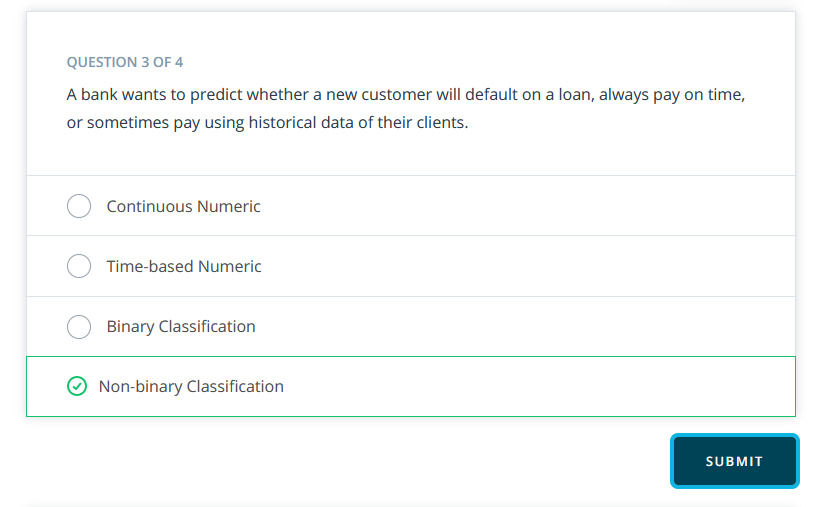 QUESTION 3 OF 4
A bank wants to predict whether a new customer will default on a loan, always pay on time,
or sometimes pay using historical data of their clients.
Continuous Numeric
Time-based Numeric
Binary Classification
Non-binary Classification
SUBMIT